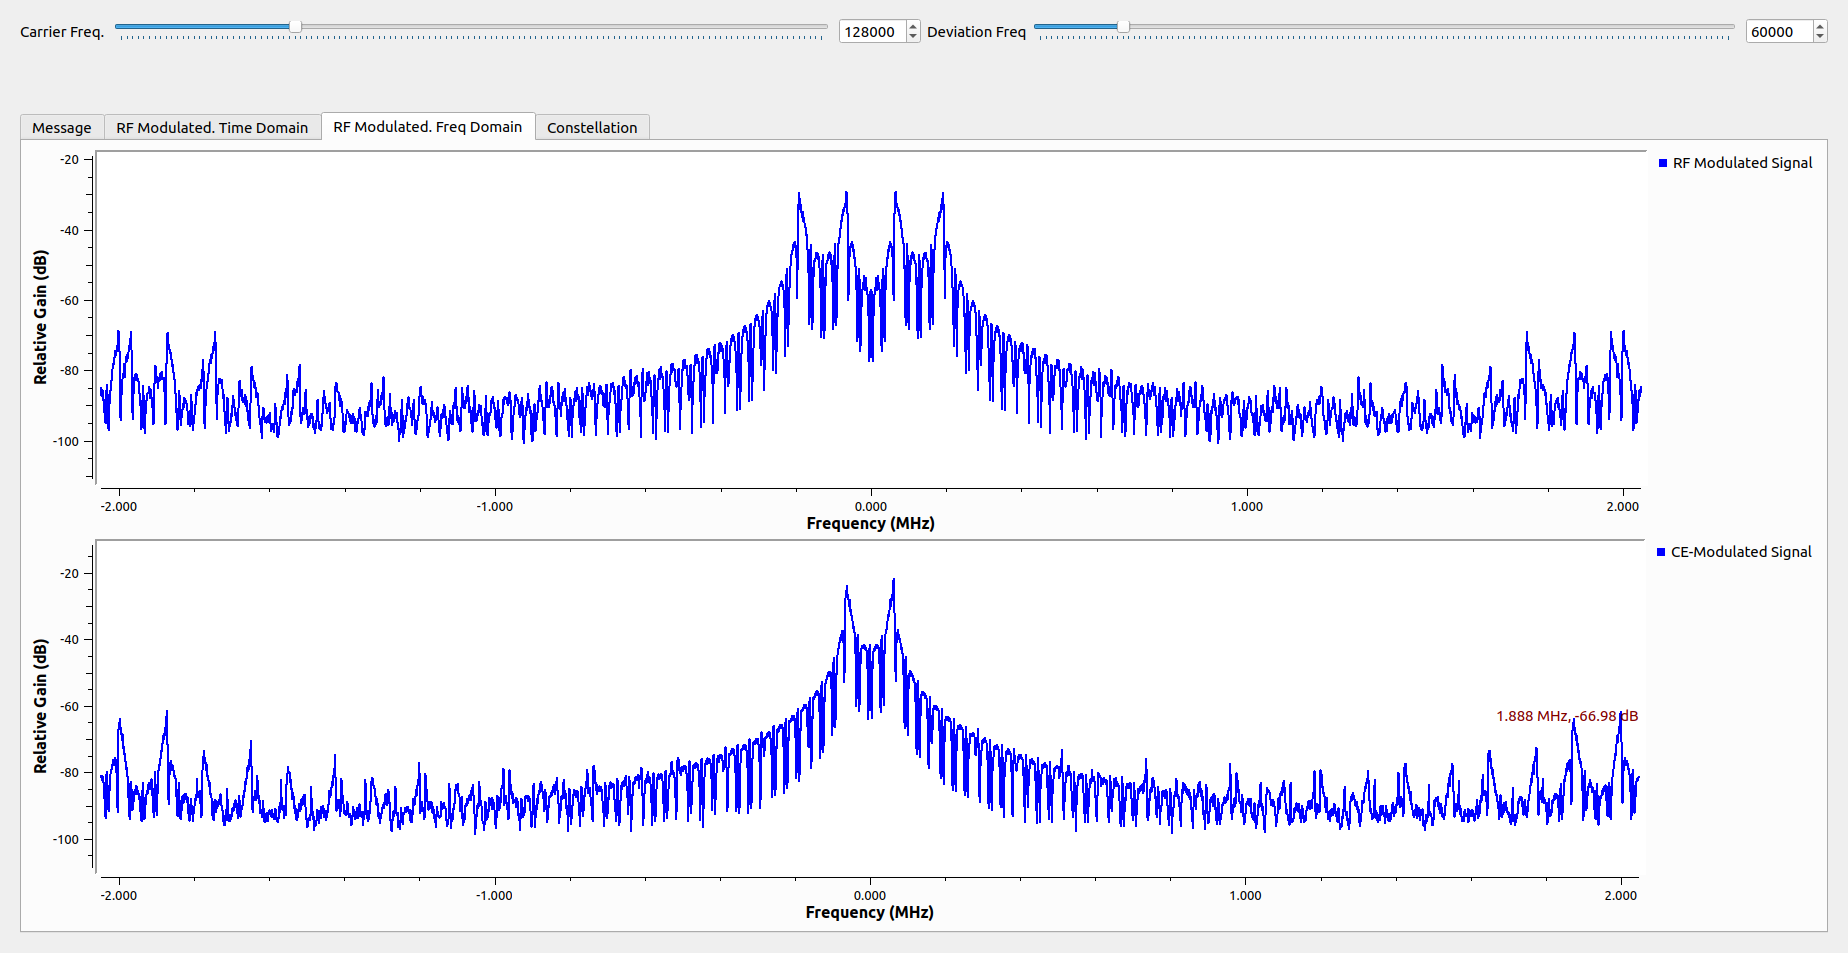 Carrier Freq. 128000 Deviation Freq 60000
Message RF Modulated. Time Domain RF Modulated. Freq Domain Constellation
RF Modulated Signal
-20
-40
-60
-80
-100
Relative Gain (dB)
-2.000 -1.000 0.000 1.000 2.000
Frequency (MHz)
CE-Modulated Signal
-20
-40
-60
-80
-100
Relative Gain (dB)
1.888 MHz, -66.98 dB
-2.000 -1.000 0.000 1.000 2.000
Frequency (MHz)